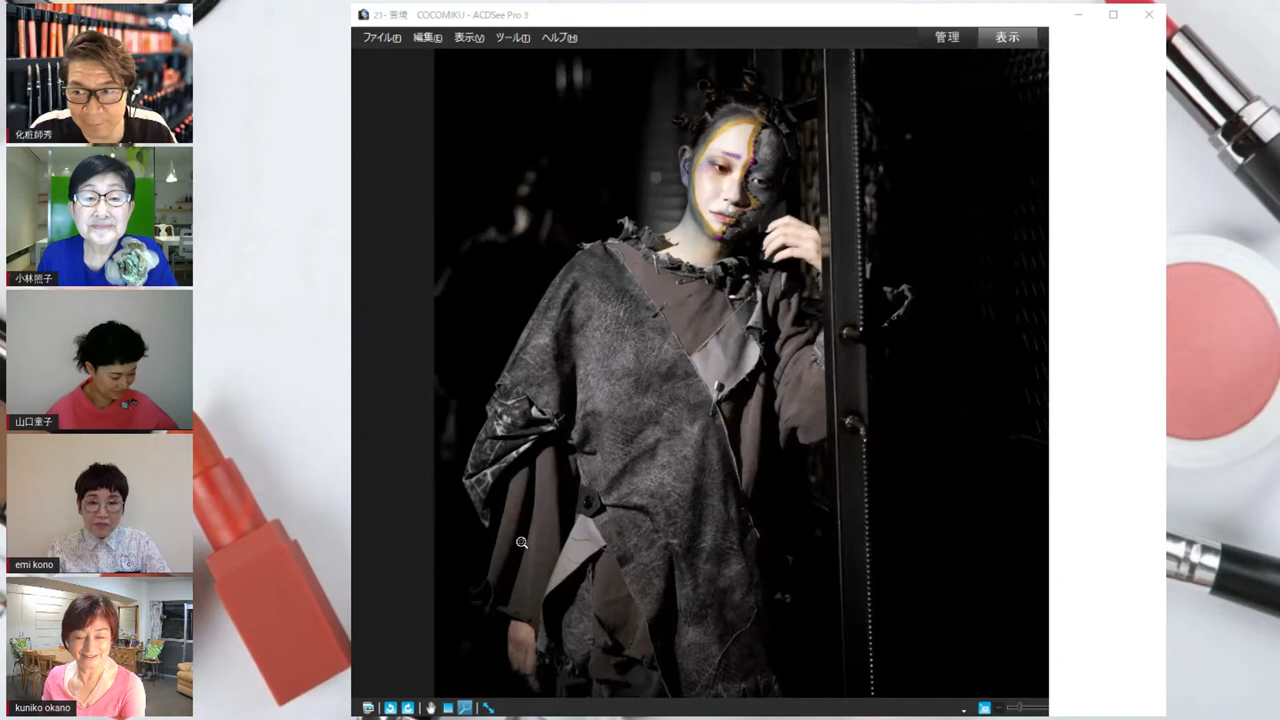 21- 善境 COCOMIKU - ACDSee Pro 3
ファイル(F) 編集(E) 表示(V) ツール(T) ヘルプ(H) 管理 表示
化粧師秀
小林照子
山口童子
emi kono
kuniko okano